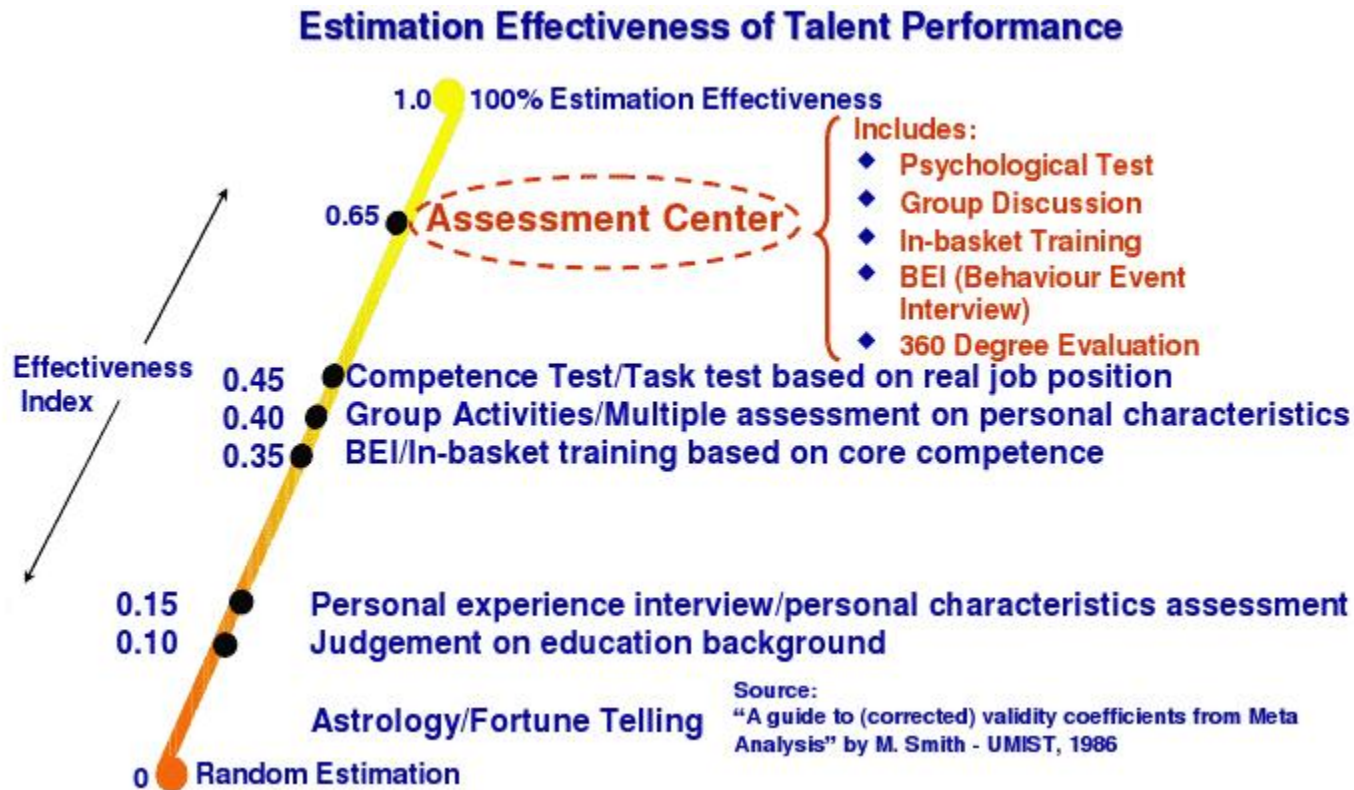 Estimation Effectiveness of Talent Performance
1.0 100% Estimation Effectiveness
Includes:
Psychological Test
Group Discussion
In-basket Training
BEI (Behaviour Event
Interview)
360 Degree Evaluation
0.65 Assessment Center
Effectiveness
Index
0.45 Competence Test/Task test based on real job position
0.40 Group Activities/Multiple assessment on personal characteristics
0.35 BEI/In-basket training based on core competence
0.15 Personal experience interview/personal characteristics assessment
0.10 Judgement on education background
Astrology/Fortune Telling
Source:
“A guide to (corrected) validity coefficients from Meta
Analysis” by M. Smith - UMIST, 1986
0 Random Estimation